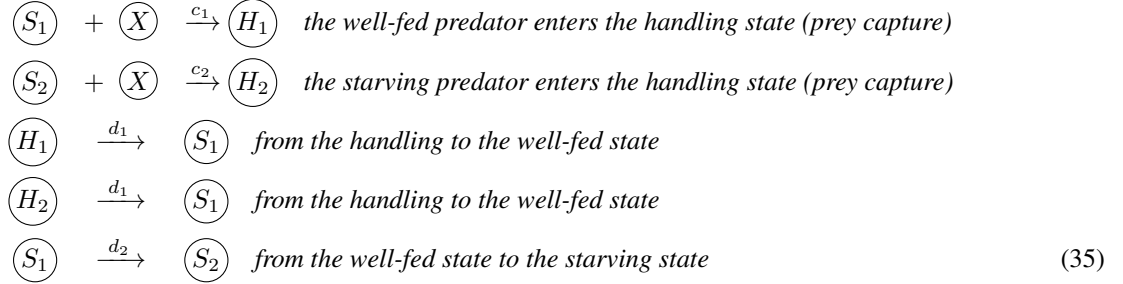 S₁ + X →c₁ H₁ the well-fed predator enters the handling state (prey capture)
S₂ + X →c₂ H₂ the starving predator enters the handling state (prey capture)
H₁ →d₁ S₁ from the handling to the well-fed state
H₂ →d₁ S₁ from the handling to the well-fed state
S₁ →d₂ S₂ from the well-fed state to the starving state (35)